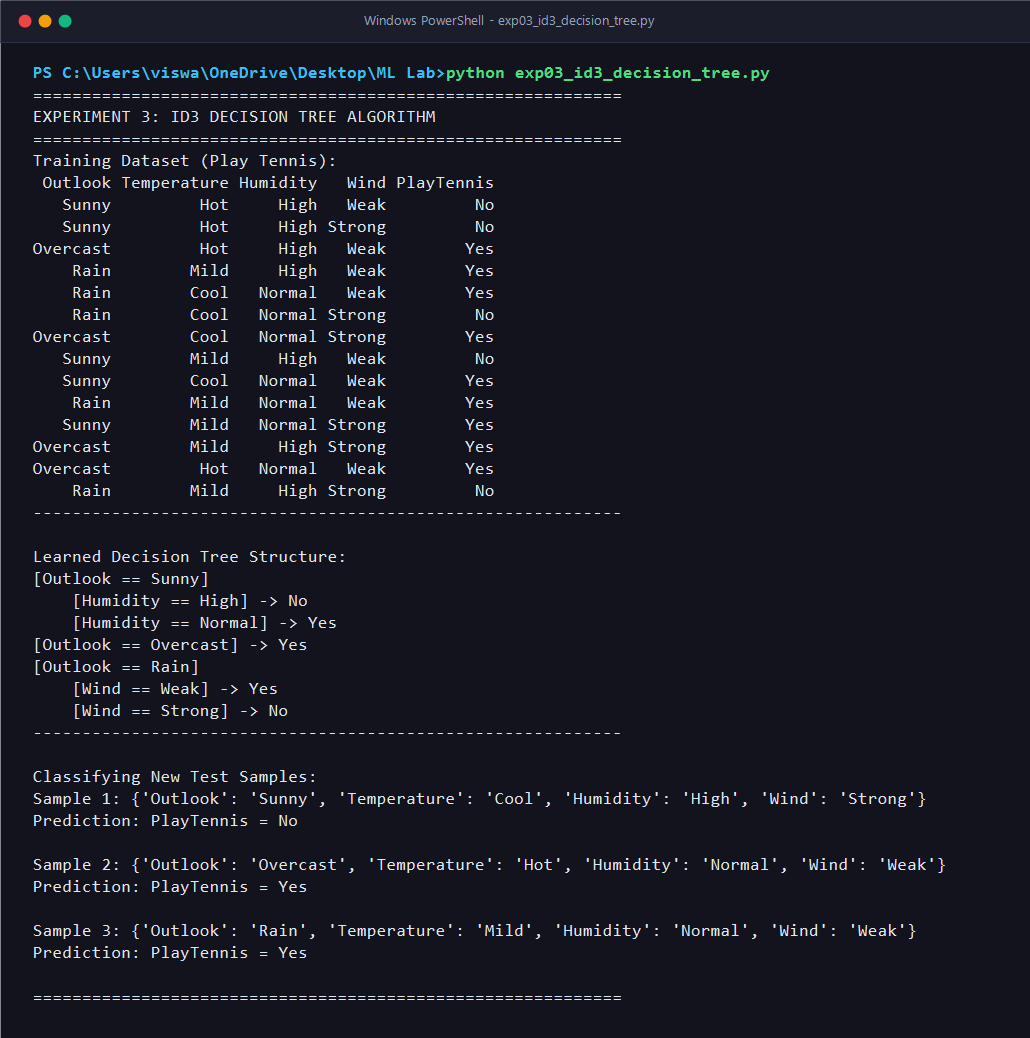 Windows PowerShell - exp03_id3_decision_tree.py
PS C:\Users\viswa\OneDrive\Desktop\ML Lab>python exp03_id3_decision_tree.py
============================================================
EXPERIMENT 3: ID3 DECISION TREE ALGORITHM
============================================================
Training Dataset (Play Tennis):
 Outlook Temperature Humidity   Wind PlayTennis
   Sunny         Hot     High   Weak         No
   Sunny         Hot     High Strong         No
Overcast         Hot     High   Weak        Yes
    Rain        Mild     High   Weak        Yes
    Rain        Cool   Normal   Weak        Yes
    Rain        Cool   Normal Strong         No
Overcast        Cool   Normal Strong        Yes
   Sunny        Mild     High   Weak         No
   Sunny        Cool   Normal   Weak        Yes
    Rain        Mild   Normal   Weak        Yes
   Sunny        Mild   Normal Strong        Yes
Overcast        Mild     High Strong        Yes
Overcast         Hot   Normal   Weak        Yes
    Rain        Mild     High Strong         No
------------------------------------------------------------
Learned Decision Tree Structure:
[Outlook == Sunny]
    [Humidity == High] -> No
    [Humidity == Normal] -> Yes
[Outlook == Overcast] -> Yes
[Outlook == Rain]
    [Wind == Weak] -> Yes
    [Wind == Strong] -> No
------------------------------------------------------------
Classifying New Test Samples:
Sample 1: {'Outlook': 'Sunny', 'Temperature': 'Cool', 'Humidity': 'High', 'Wind': 'Strong'}
Prediction: PlayTennis = No
Sample 2: {'Outlook': 'Overcast', 'Temperature': 'Hot', 'Humidity': 'Normal', 'Wind': 'Weak'}
Prediction: PlayTennis = Yes
Sample 3: {'Outlook': 'Rain', 'Temperature': 'Mild', 'Humidity': 'Normal', 'Wind': 'Weak'}
Prediction: PlayTennis = Yes
============================================================